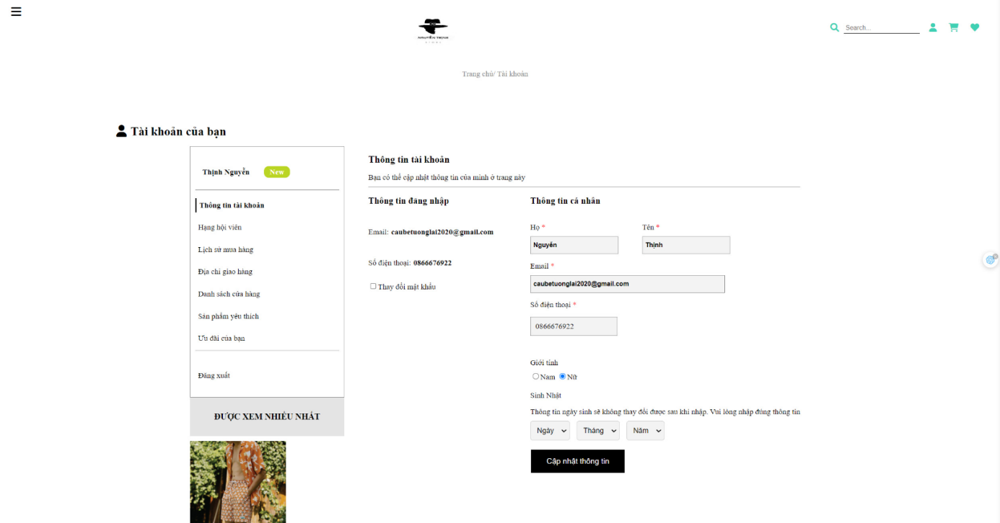 NGUYỄN TRỊNH
STORE
Search...
Trang chủ/ Tài khoản
Tài khoản của bạn
Thịnh Nguyễn New
Thông tin tài khoản
Hạng hội viên
Lịch sử mua hàng
Địa chỉ giao hàng
Danh sách cửa hàng
Sản phẩm yêu thích
Ưu đãi của bạn
Đăng xuất
ĐƯỢC XEM NHIỀU NHẤT
Thông tin tài khoản
Bạn có thể cập nhật thông tin của mình ở trang này
Thông tin đăng nhập
Email: caubetuonglai2020@gmail.com
Số điện thoại: 0866676922
Thay đổi mật khẩu
Thông tin cá nhân
Họ * Tên *
Nguyễn Thịnh
Email *
caubetuonglai2020@gmail.com
Số điện thoại *
0866676922
Giới tính
Nam Nữ
Sinh Nhật
Thông tin ngày sinh sẽ không thay đổi được sau khi nhập. Vui lòng nhập đúng thông tin
Ngày Tháng Năm
Cập nhật thông tin